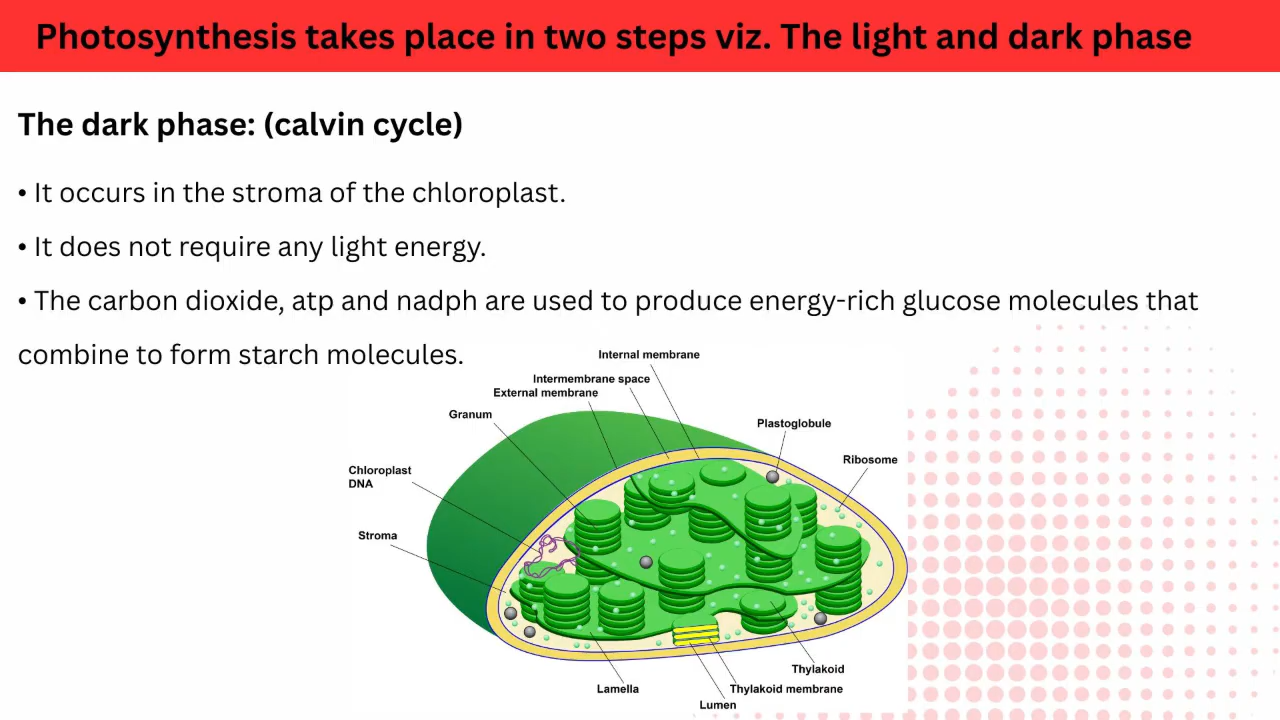 Photosynthesis takes place in two steps viz. The light and dark phase
The dark phase: (calvin cycle)
• It occurs in the stroma of the chloroplast.
• It does not require any light energy.
• The carbon dioxide, atp and nadph are used to produce energy-rich glucose molecules that
combine to form starch molecules.
Internal membrane
Intermembrane space
External membrane
Granum
Plastoglobule
Ribosome
Chloroplast
DNA
Stroma
Thylakoid
Lamella
Thylakoid membrane
Lumen